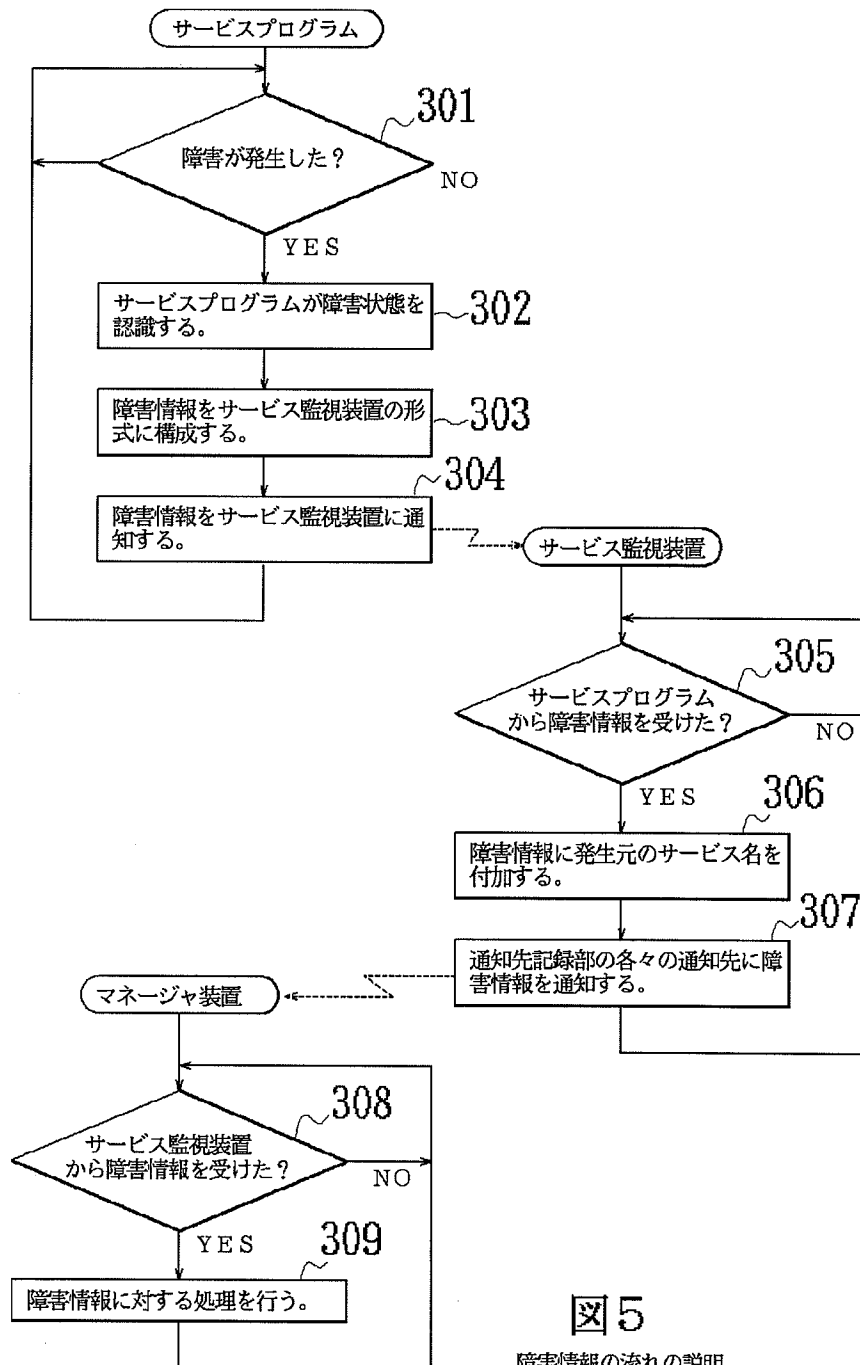 サービスプログラム
301
障害が発生した？
NO
YES
サービスプログラムが障害状態を
認識する。
302
障害情報をサービス監視装置の形
式に構成する。
303
304
障害情報をサービス監視装置に通
知する。
サービス監視装置
305
サービスプログラム
から障害情報を受けた？
NO
YES
306
障害情報に発生元のサービス名を
付加する。
307
通知先記録部の各々の通知先に障
害情報を通知する。
マネージャ装置
308
サービス監視装置
から障害情報を受けた？
NO
YES
309
障害情報に対する処理を行う。
図5
障害情報の流れの説明